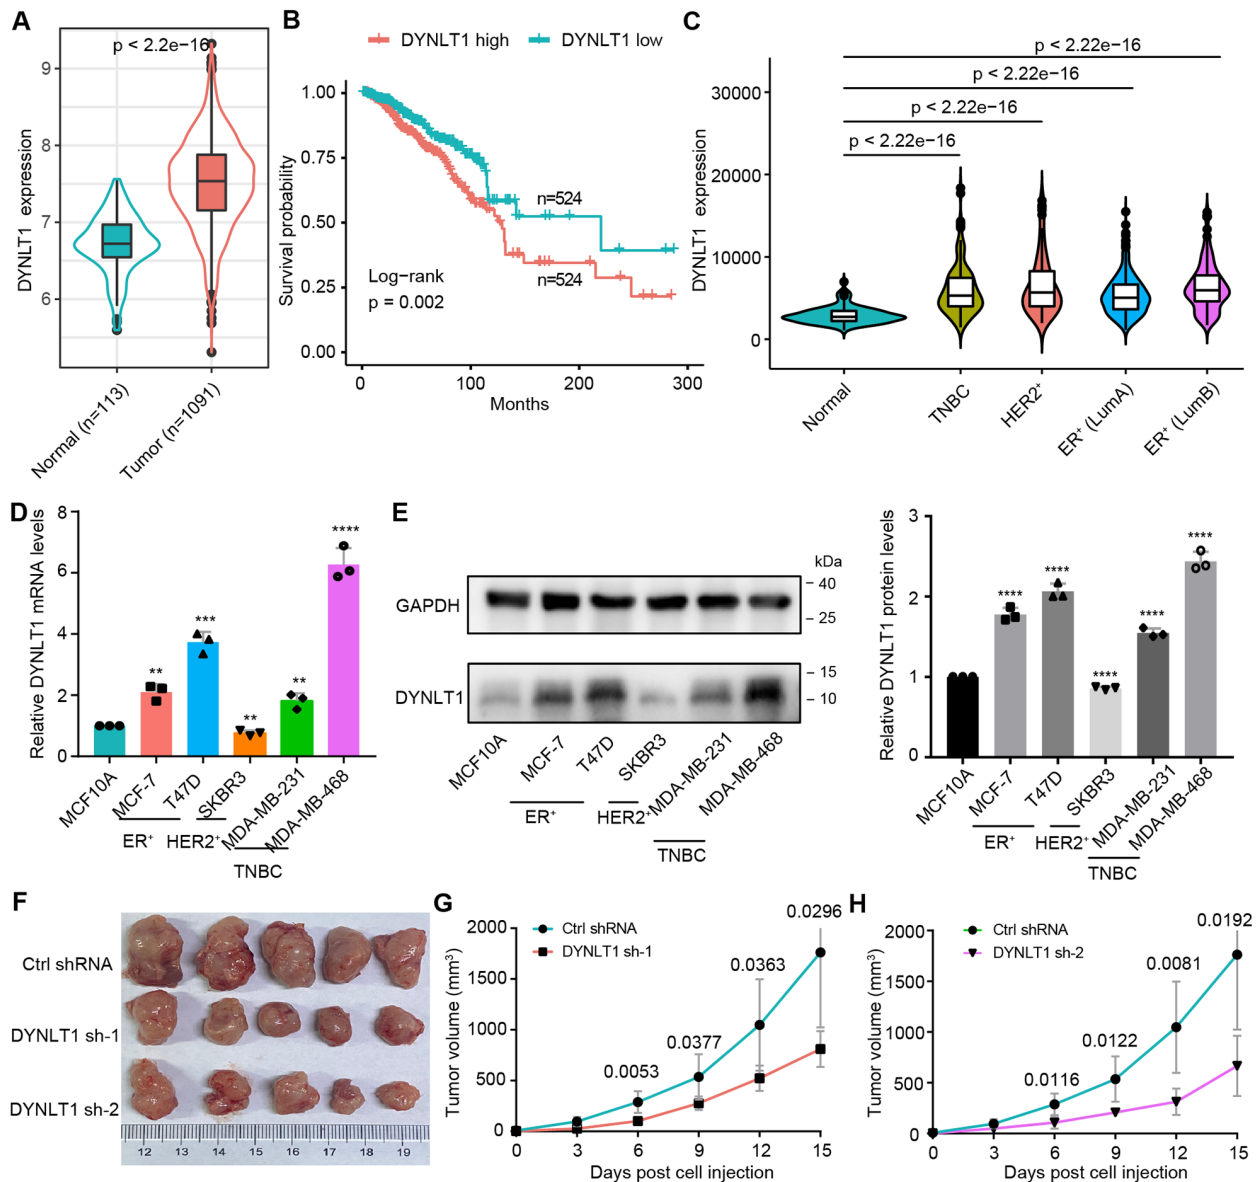 A
p < 2.2e−16
DYNLT1 expression
9
8
7
6
Normal (n=113)
Tumor (n=1091)
B
DYNLT1 high
DYNLT1 low
Survival probability
1.00
0.75
0.50
0.25
0.00
n=524
n=524
Log−rank
p = 0.002
0
100
200
300
Months
C
p < 2.22e−16
p < 2.22e−16
p < 2.22e−16
p < 2.22e−16
DYNLT1 expression
30000
20000
10000
0
Normal
TNBC
HER2⁺
ER⁺ (LumA)
ER⁺ (LumB)
D
Relative DYNLT1 mRNA levels
8
6
4
2
0
**
***
**
**
****
MCF10A
MCF-7
T47D
SKBR3
MDA-MB-231
MDA-MB-468
ER⁺
HER2⁺
TNBC
E
kDa
GAPDH
40
25
DYNLT1
15
10
MCF10A
MCF-7
T47D
SKBR3
MDA-MB-231
MDA-MB-468
ER⁺
HER2⁺
TNBC
Relative DYNLT1 protein levels
3
2
1
0
****
****
****
****
****
MCF10A
MCF-7
T47D
SKBR3
MDA-MB-231
MDA-MB-468
ER⁺
HER2⁺
TNBC
F
Ctrl shRNA
DYNLT1 sh-1
DYNLT1 sh-2
12 13 14 15 16 17 18 19
G
Ctrl shRNA
DYNLT1 sh-1
Tumor volume (mm³)
2000
1500
1000
500
0
0.0053
0.0377
0.0363
0.0296
0 3 6 9 12 15
Days post cell injection
H
Ctrl shRNA
DYNLT1 sh-2
Tumor volume (mm³)
2000
1500
1000
500
0
0.0116
0.0122
0.0081
0.0192
0 3 6 9 12 15
Days post cell injection